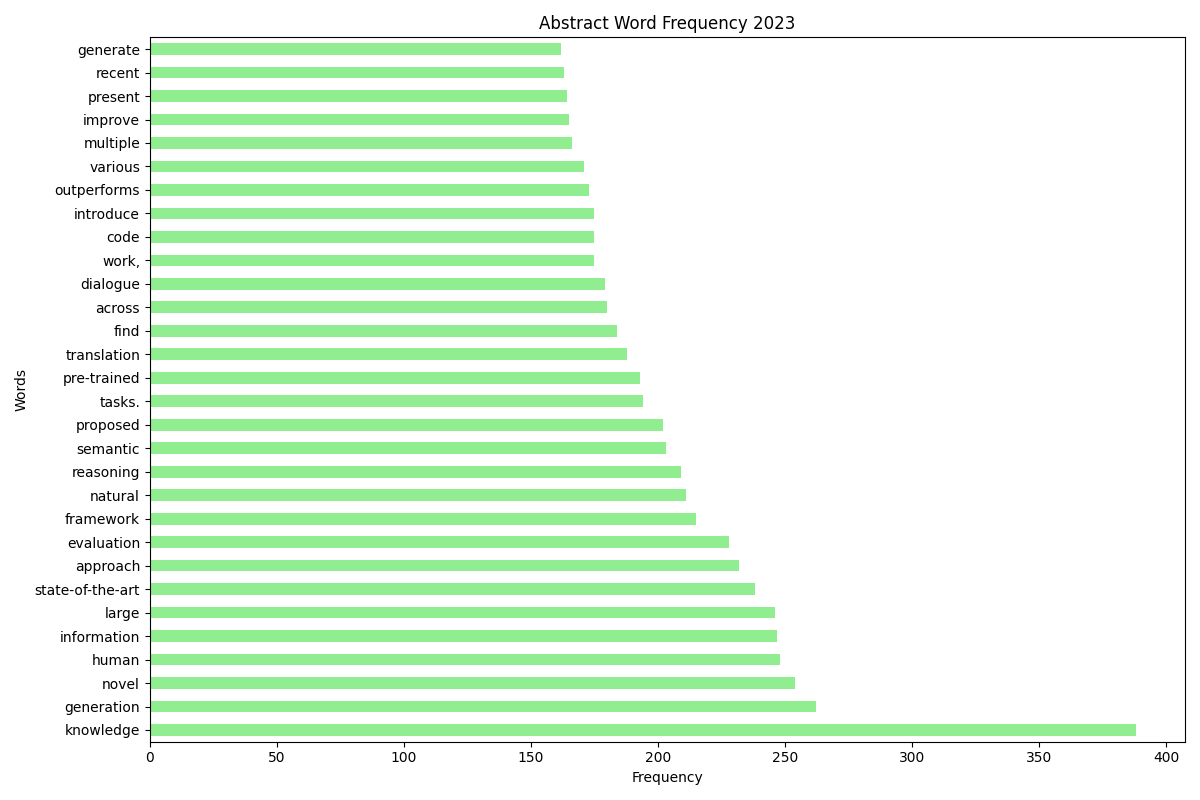 Abstract Word Frequency 2023
generate
recent
present
improve
multiple
various
outperforms
introduce
code
work,
dialogue
across
find
translation
pre-trained
tasks.
proposed
semantic
reasoning
natural
framework
evaluation
approach
state-of-the-art
large
information
human
novel
generation
knowledge
Words
0 50 100 150 200 250 300 350 400
Frequency